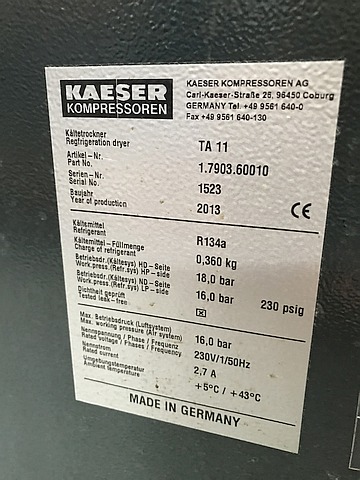 KAESER
KOMPRESSOREN
KAESER KOMPRESSOREN AG
Carl-Kaeser-Straße 26, 96450 Coburg
GERMANY Tel. +49 9561 640-0
Fax +49 9561 640-130
Kältetrockner
Regfrigeration dryer TA 11
Artikel-Nr.
Part No. 1.7903.60010
Serien-Nr.
Serial No. 1523
Baujahr
Year of production 2013 CE
Kältemittel
Refrigerant R134a
Kältemittel-Füllmenge
Charge of refrigerant 0,360 kg
Betriebsdr.(Kältesys) HD-Seite
Work.press.(Refr.sys) HP-side 18,0 bar
Betriebsdr.(Kältesys) ND-Seite
Work.press.(Refr.sys) LP-side 16,0 bar 230 psig
Dichtheit geprüft
Tested leak-free
Max. Betriebsdruck (Luftsystem)
Max. working pressure (Air system) 16,0 bar
Nennspannung / Phase / Frequenz
Rated voltage / Phase / Frequency 230V/1/50Hz
Nennstrom
Rated current 2,7 A
Umgebungstemperatur
Ambient temperature +5°C / +43°C
MADE IN GERMANY